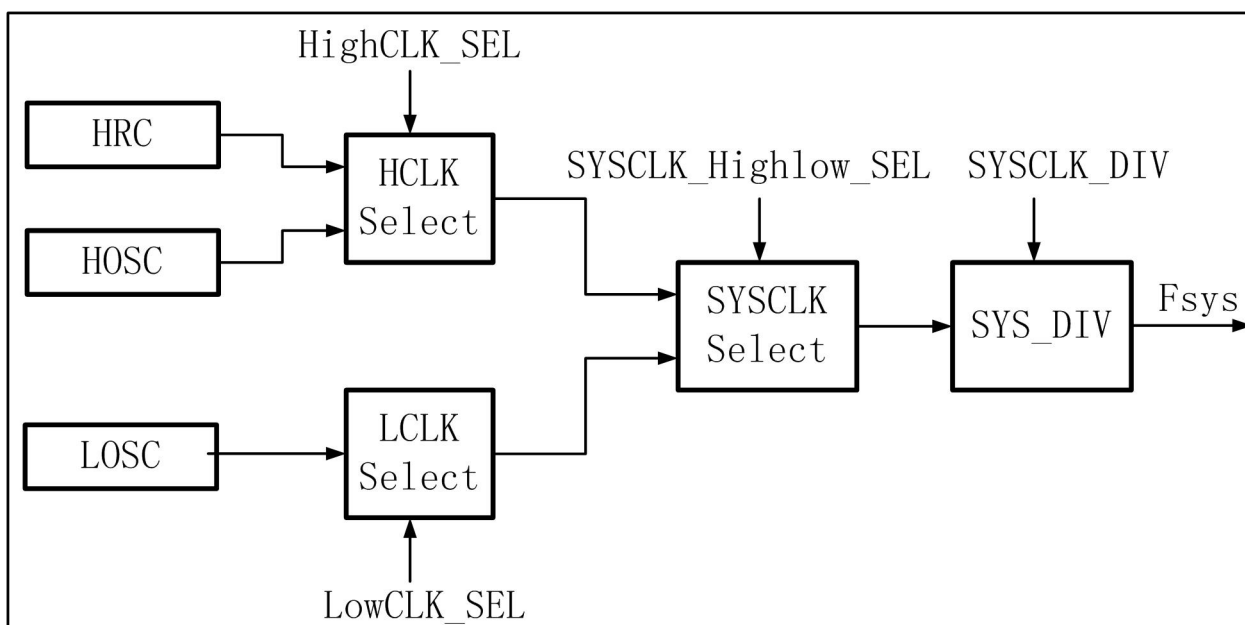 HighCLK_SEL
HRC
HCLK
Select
SYSCLK_Highlow_SEL
SYSCLK_DIV
HOSC
SYSCLK
Select
SYS_DIV
Fsys
LOSC
LCLK
Select
LowCLK_SEL